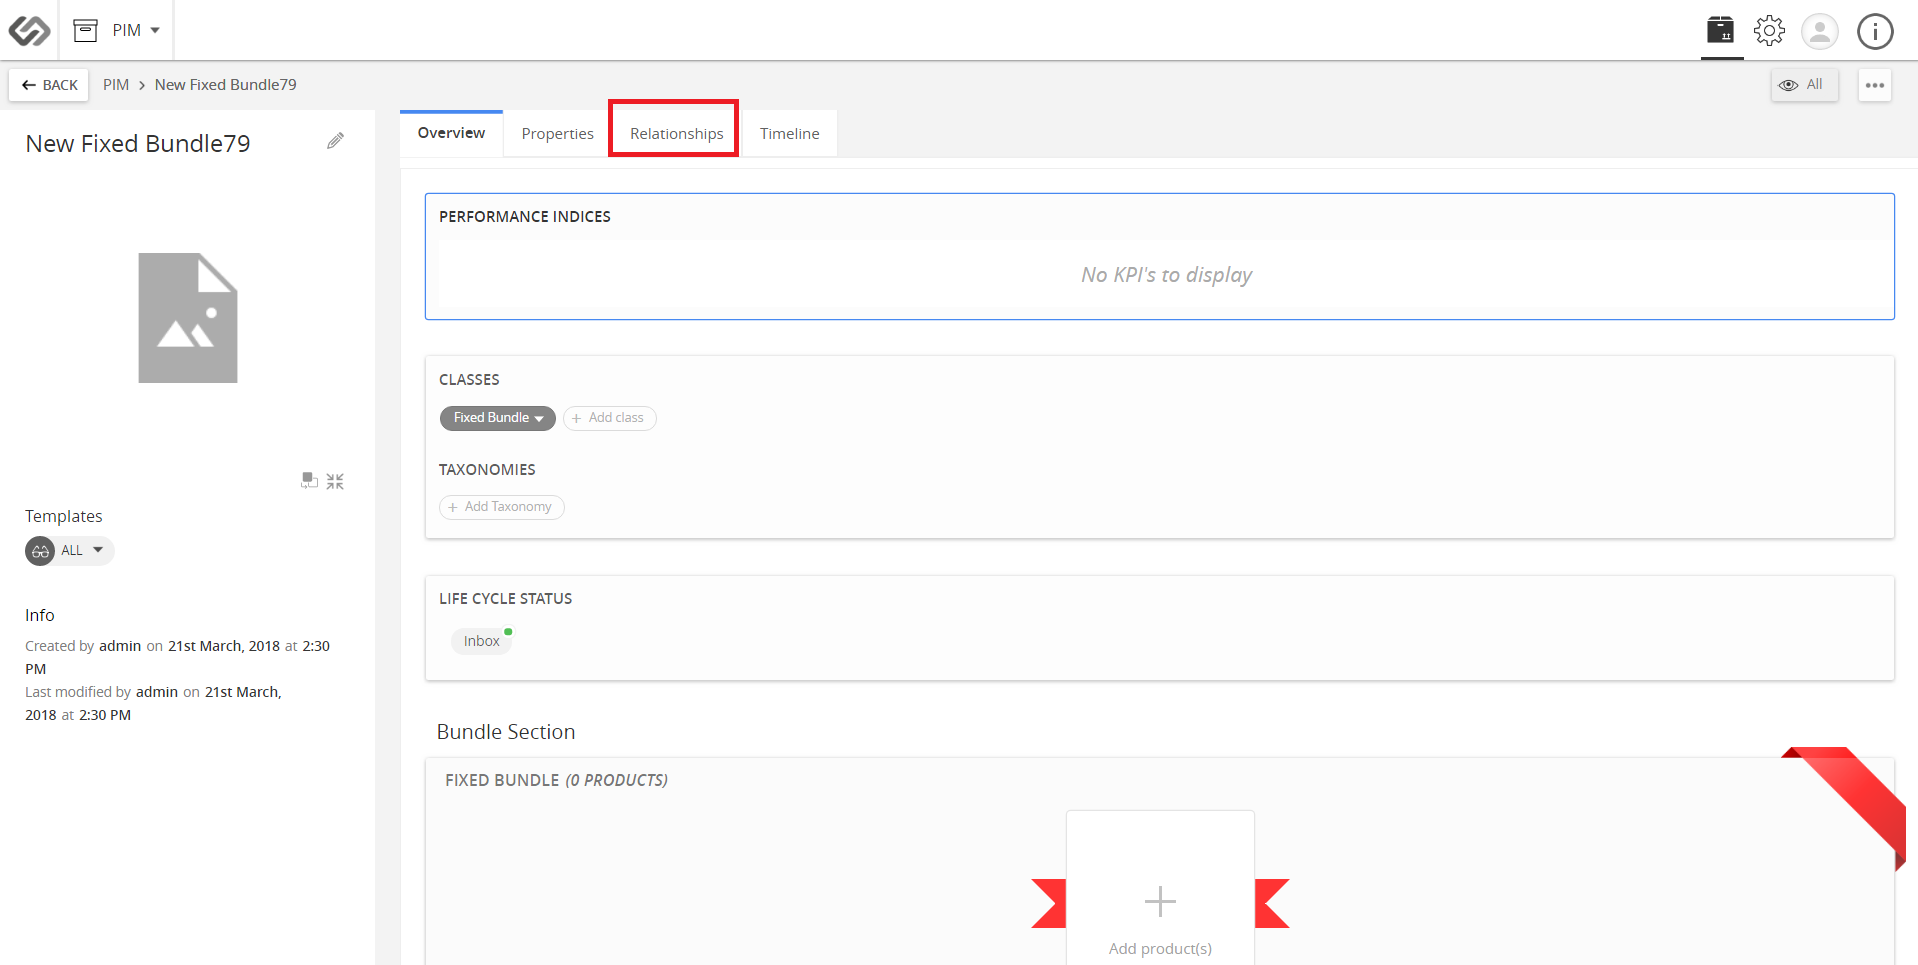 PIM
BACK
PIM > New Fixed Bundle79
All
New Fixed Bundle79
Overview
Properties
Relationships
Timeline
PERFORMANCE INDICES
No KPI's to display
CLASSES
Fixed Bundle
+ Add class
TAXONOMIES
+ Add Taxonomy
Templates
ALL
Info
Created by admin on 21st March, 2018 at 2:30
PM
Last modified by admin on 21st March,
2018 at 2:30 PM
LIFE CYCLE STATUS
Inbox
Bundle Section
FIXED BUNDLE (0 PRODUCTS)
Add product(s)